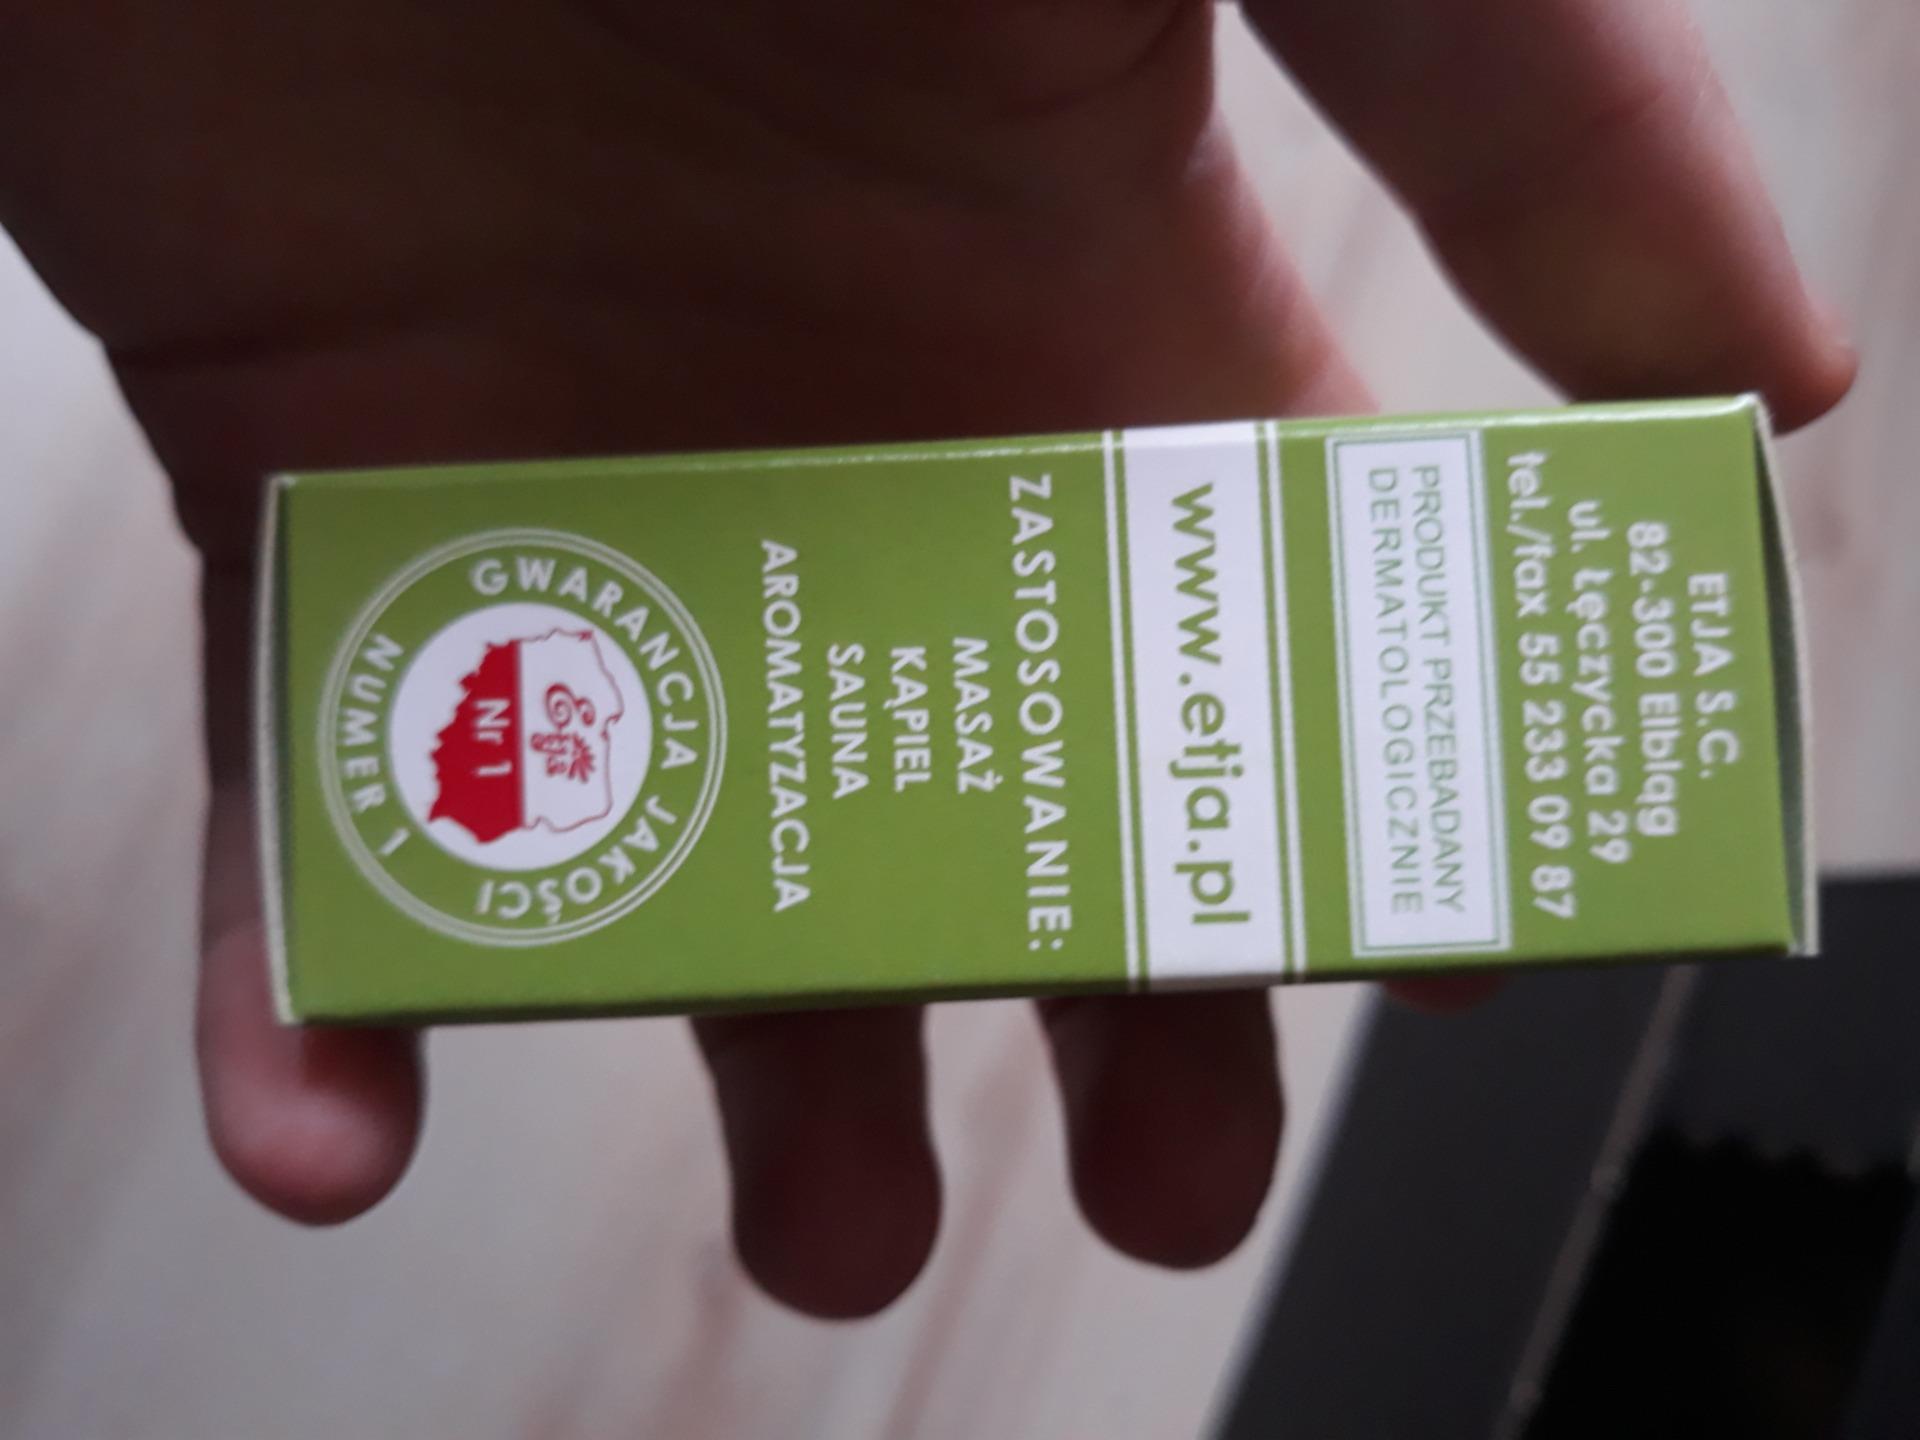 ETJA S.C.
82-300 Elbląg
ul. Łęczycka 29
tel./fax 55 233 09 87
PRODUKT PRZEBADANY
DERMATOLOGICZNIE
www.etja.pl
ZASTOSOWANIE:
MASAŻ
KĄPIEL
SAUNA
AROMATYZACJA
GWARANCJA JAKOŚCI
Etja
Nr 1
NUMER 1